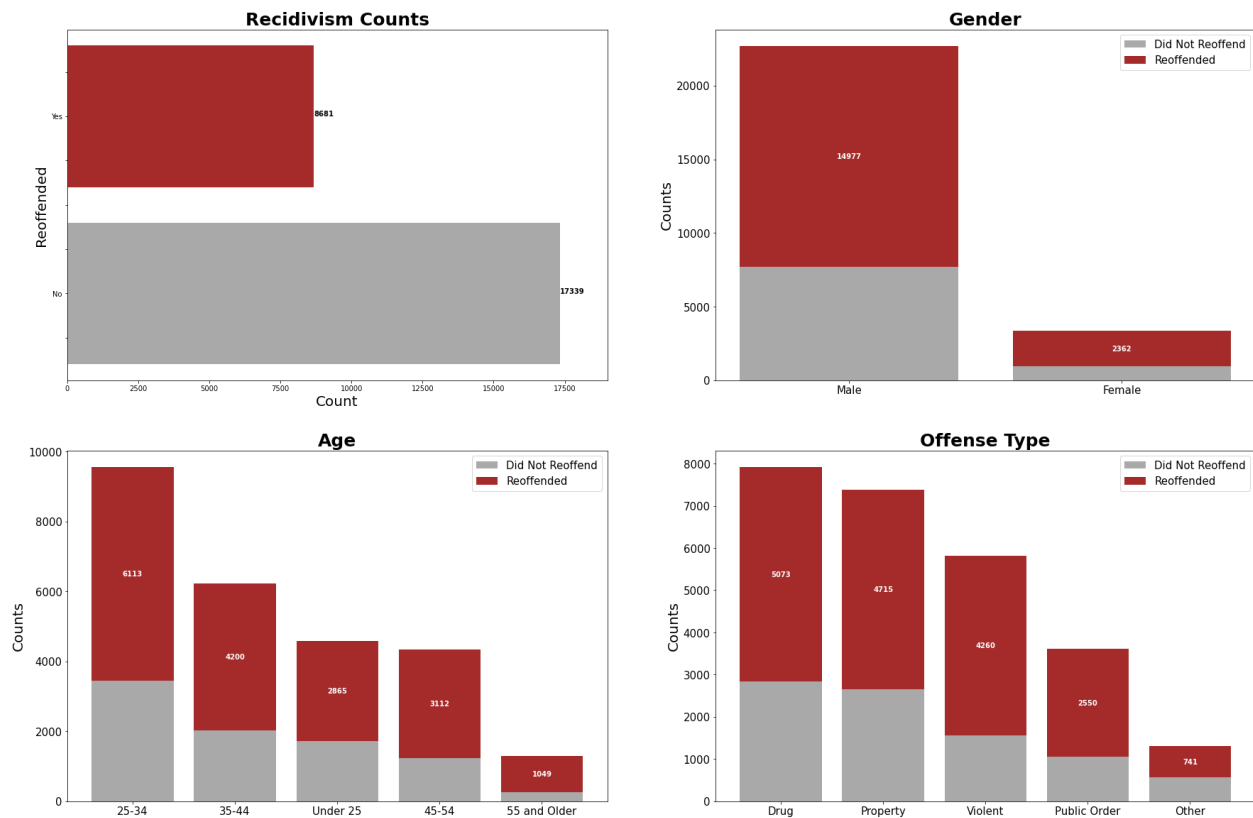 Recidivism Counts
Reoffended
Yes
No
8681
17339
0
2500
5000
7500
10000
12500
15000
17500
Count
Gender
Did Not Reoffend
Reoffended
Counts
20000
15000
10000
5000
0
14977
2362
Male
Female
Age
Did Not Reoffend
Reoffended
Counts
10000
8000
6000
4000
2000
0
6113
4200
2865
3112
1049
25-34
35-44
Under 25
45-54
55 and Older
Offense Type
Did Not Reoffend
Reoffended
Counts
8000
7000
6000
5000
4000
3000
2000
1000
0
5073
4715
4260
2550
741
Drug
Property
Violent
Public Order
Other